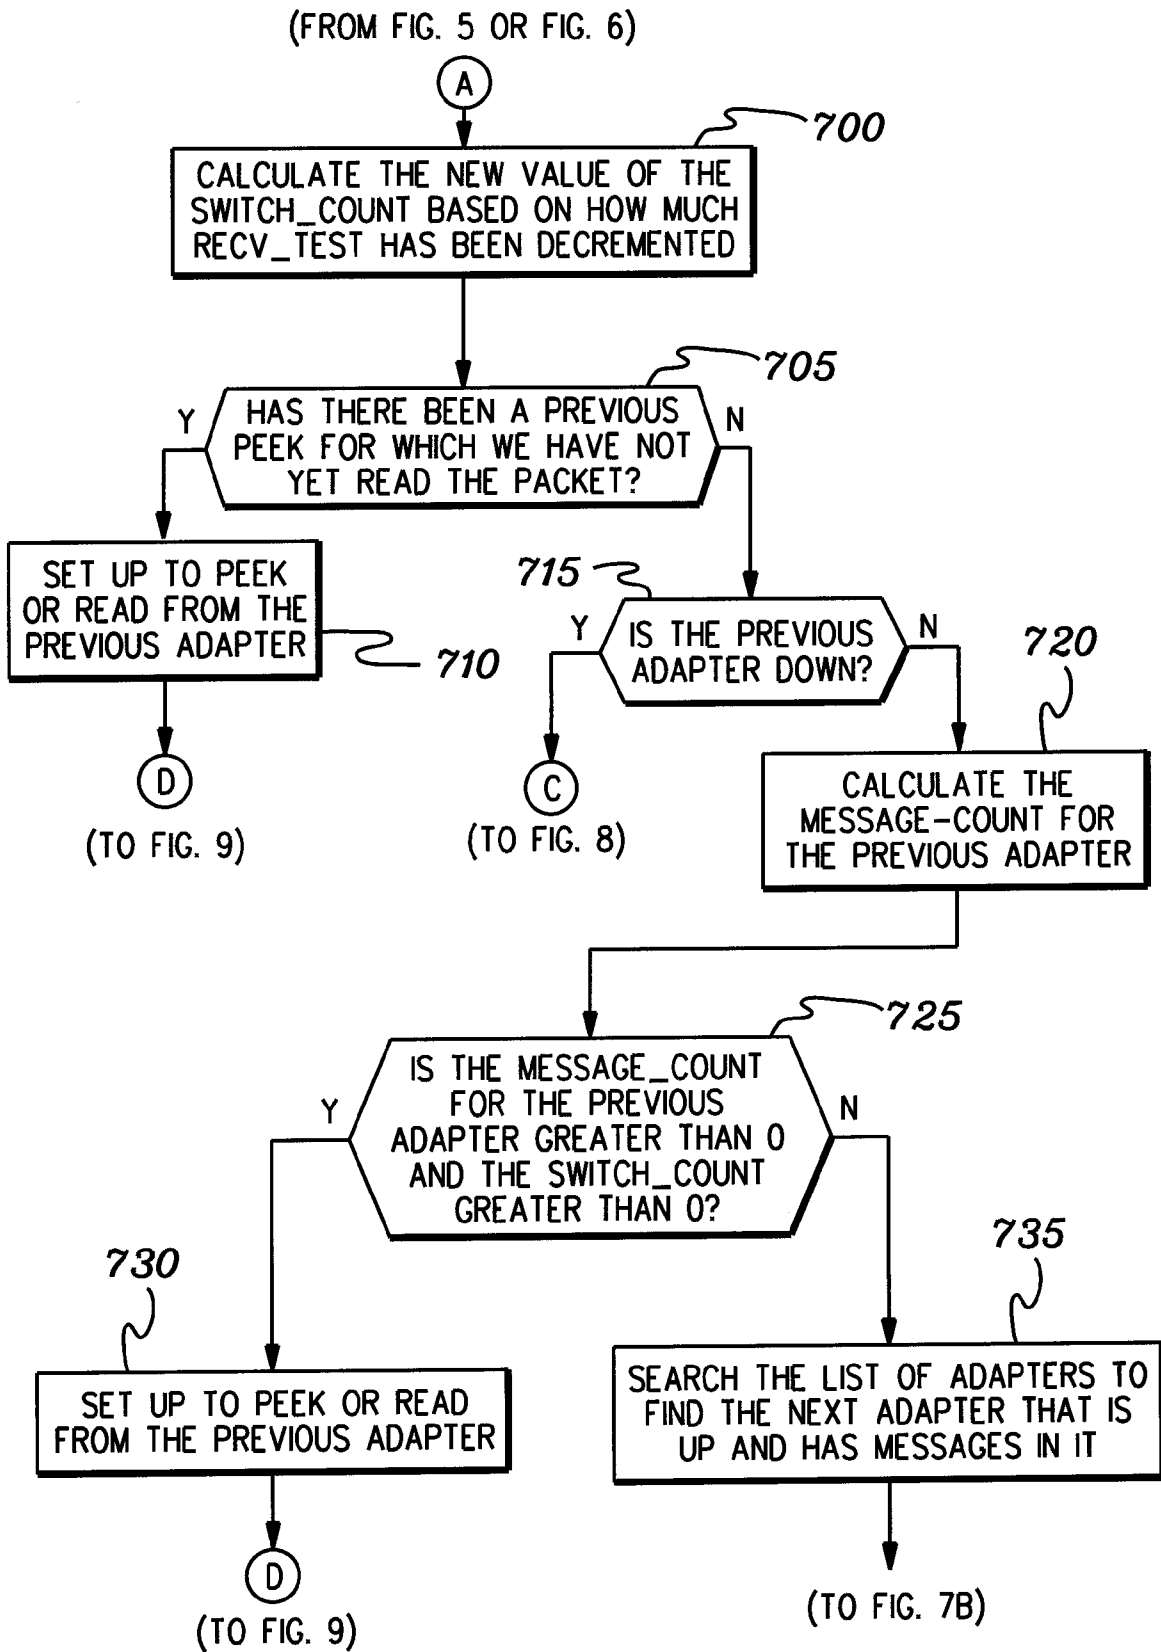 (FROM FIG. 5 OR FIG. 6)
A
700
CALCULATE THE NEW VALUE OF THE
SWITCH_COUNT BASED ON HOW MUCH
RECV_TEST HAS BEEN DECREMENTED
705
Y
HAS THERE BEEN A PREVIOUS
PEEK FOR WHICH WE HAVE NOT
YET READ THE PACKET?
N
SET UP TO PEEK
OR READ FROM THE
PREVIOUS ADAPTER
710
D
(TO FIG. 9)
715
Y
IS THE PREVIOUS
ADAPTER DOWN?
N
C
(TO FIG. 8)
720
CALCULATE THE
MESSAGE-COUNT FOR
THE PREVIOUS ADAPTER
725
Y
IS THE MESSAGE_COUNT
FOR THE PREVIOUS
ADAPTER GREATER THAN 0
AND THE SWITCH_COUNT
GREATER THAN 0?
N
730
SET UP TO PEEK OR READ
FROM THE PREVIOUS ADAPTER
D
(TO FIG. 9)
735
SEARCH THE LIST OF ADAPTERS TO
FIND THE NEXT ADAPTER THAT IS
UP AND HAS MESSAGES IN IT
(TO FIG. 7B)